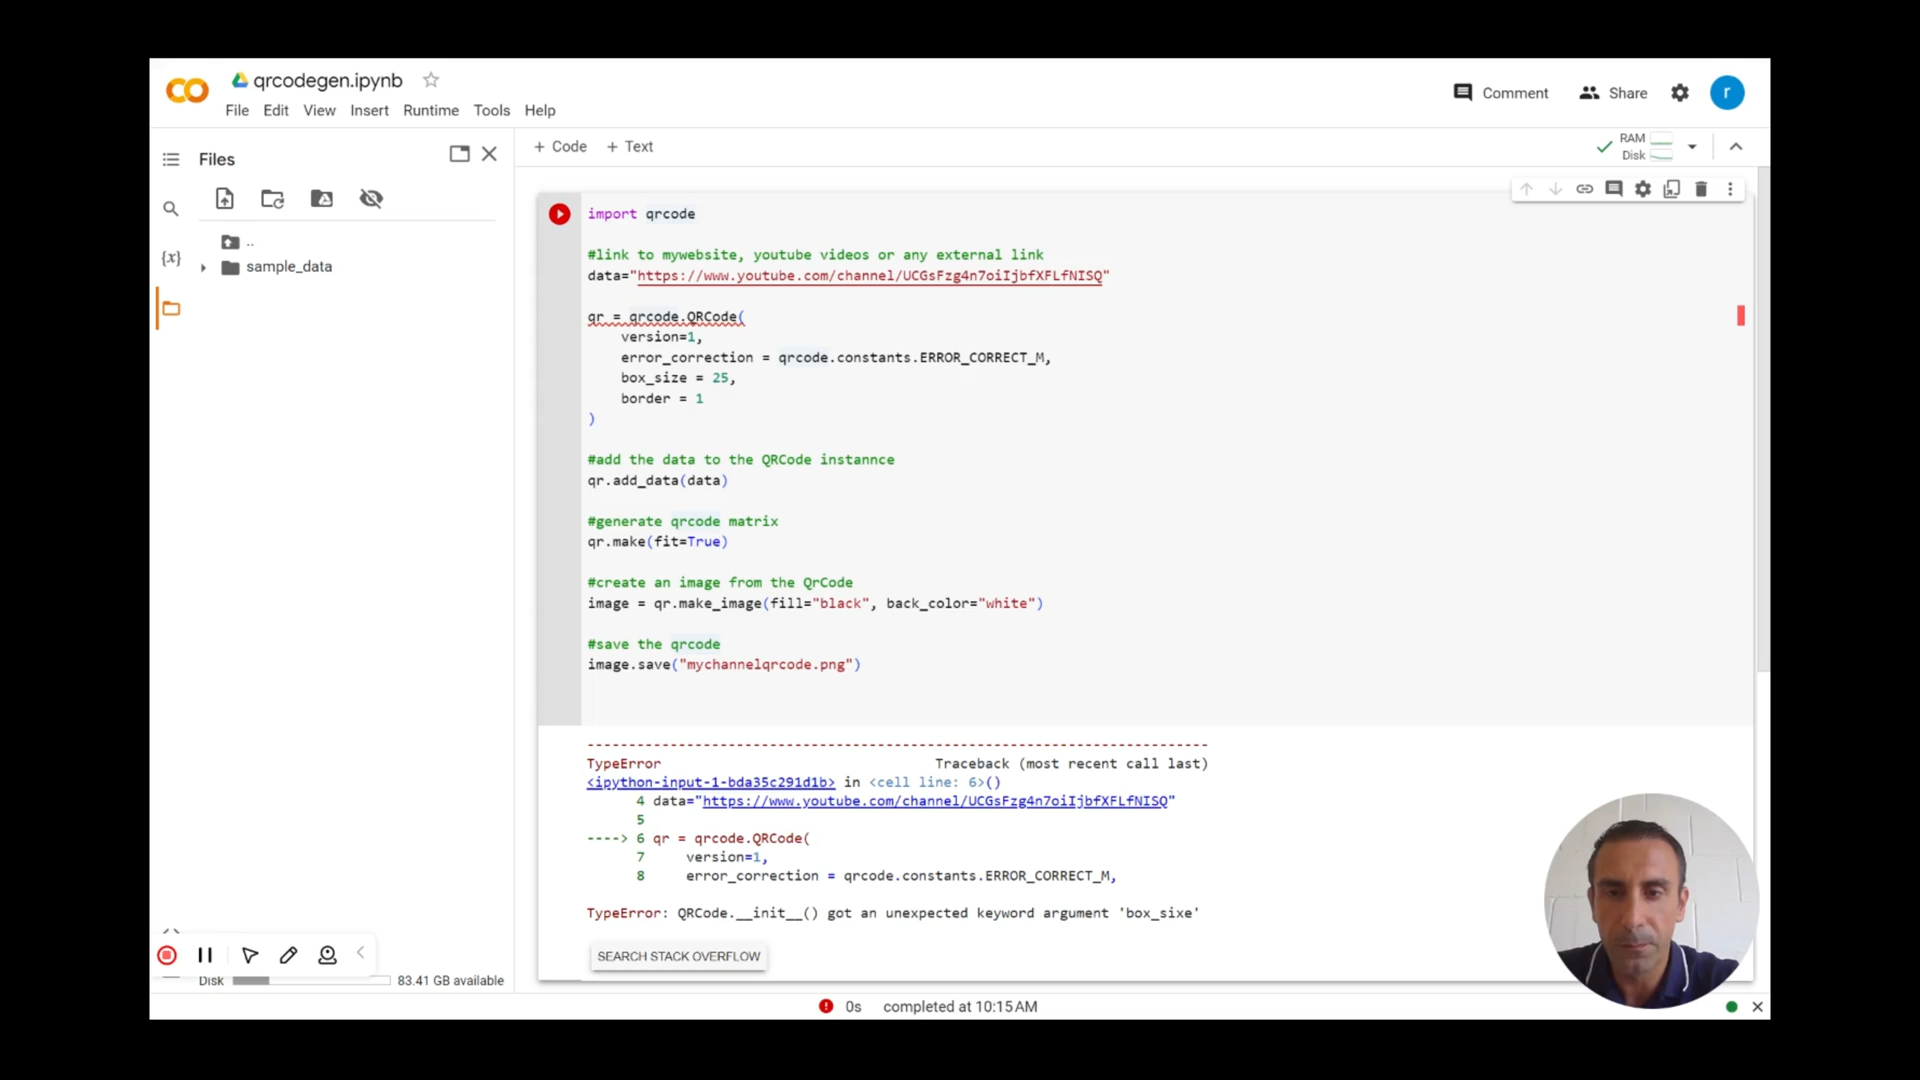 qrcodegen.ipynb
File Edit View Insert Runtime Tools Help
Comment Share r
Files
+ Code + Text
RAM
Disk
{x}
..
sample_data
import qrcode
#link to mywebsite, youtube videos or any external link
data="https://www.youtube.com/channel/UCGsFzg4n7oiIjbfXFLfNISQ"
qr = qrcode.QRCode(
version=1,
error_correction = qrcode.constants.ERROR_CORRECT_M,
box_size = 25,
border = 1
)
#add the data to the QRCode instannce
qr.add_data(data)
#generate qrcode matrix
qr.make(fit=True)
#create an image from the QrCode
image = qr.make_image(fill="black", back_color="white")
#save the qrcode
image.save("mychannelqrcode.png")
---------------------------------------------------------------------------
TypeError Traceback (most recent call last)
<ipython-input-1-bda35c291d1b> in <cell line: 6>()
4 data="https://www.youtube.com/channel/UCGsFzg4n7oiIjbfXFLfNISQ"
5
----> 6 qr = qrcode.QRCode(
7 version=1,
8 error_correction = qrcode.constants.ERROR_CORRECT_M,
TypeError: QRCode.__init__() got an unexpected keyword argument 'box_sixe'
SEARCH STACK OVERFLOW
Disk 83.41 GB available
0s completed at 10:15 AM